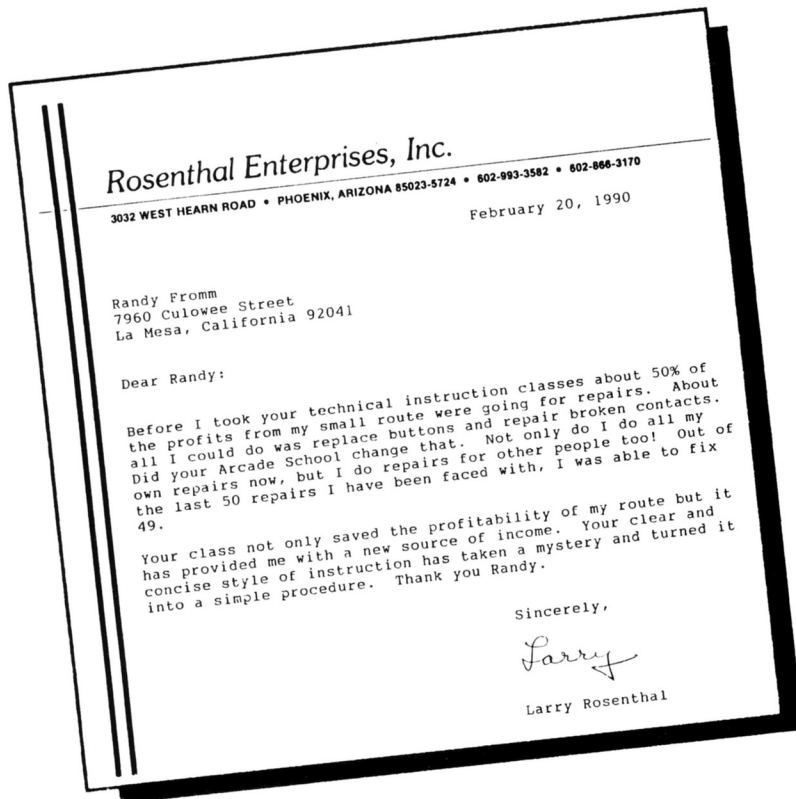 Rosenthal Enterprises, Inc.
3032 WEST HEARN ROAD • PHOENIX, ARIZONA 85023-5724 • 602-993-3582 • 602-866-3170
February 20, 1990
Randy Fromm
7960 Culowee Street
La Mesa, California 92041
Dear Randy:
Before I took your technical instruction classes about 50% of
the profits from my small route were going for repairs. About
all I could do was replace buttons and repair broken contacts.
Did your Arcade School change that. Not only do I do all my
own repairs now, but I do repairs for other people too! Out of
the last 50 repairs I have been faced with, I was able to fix
49.
Your class not only saved the profitability of my route but it
has provided me with a new source of income. Your clear and
concise style of instruction has taken a mystery and turned it
into a simple procedure. Thank you Randy.
Sincerely,
Larry
Larry Rosenthal